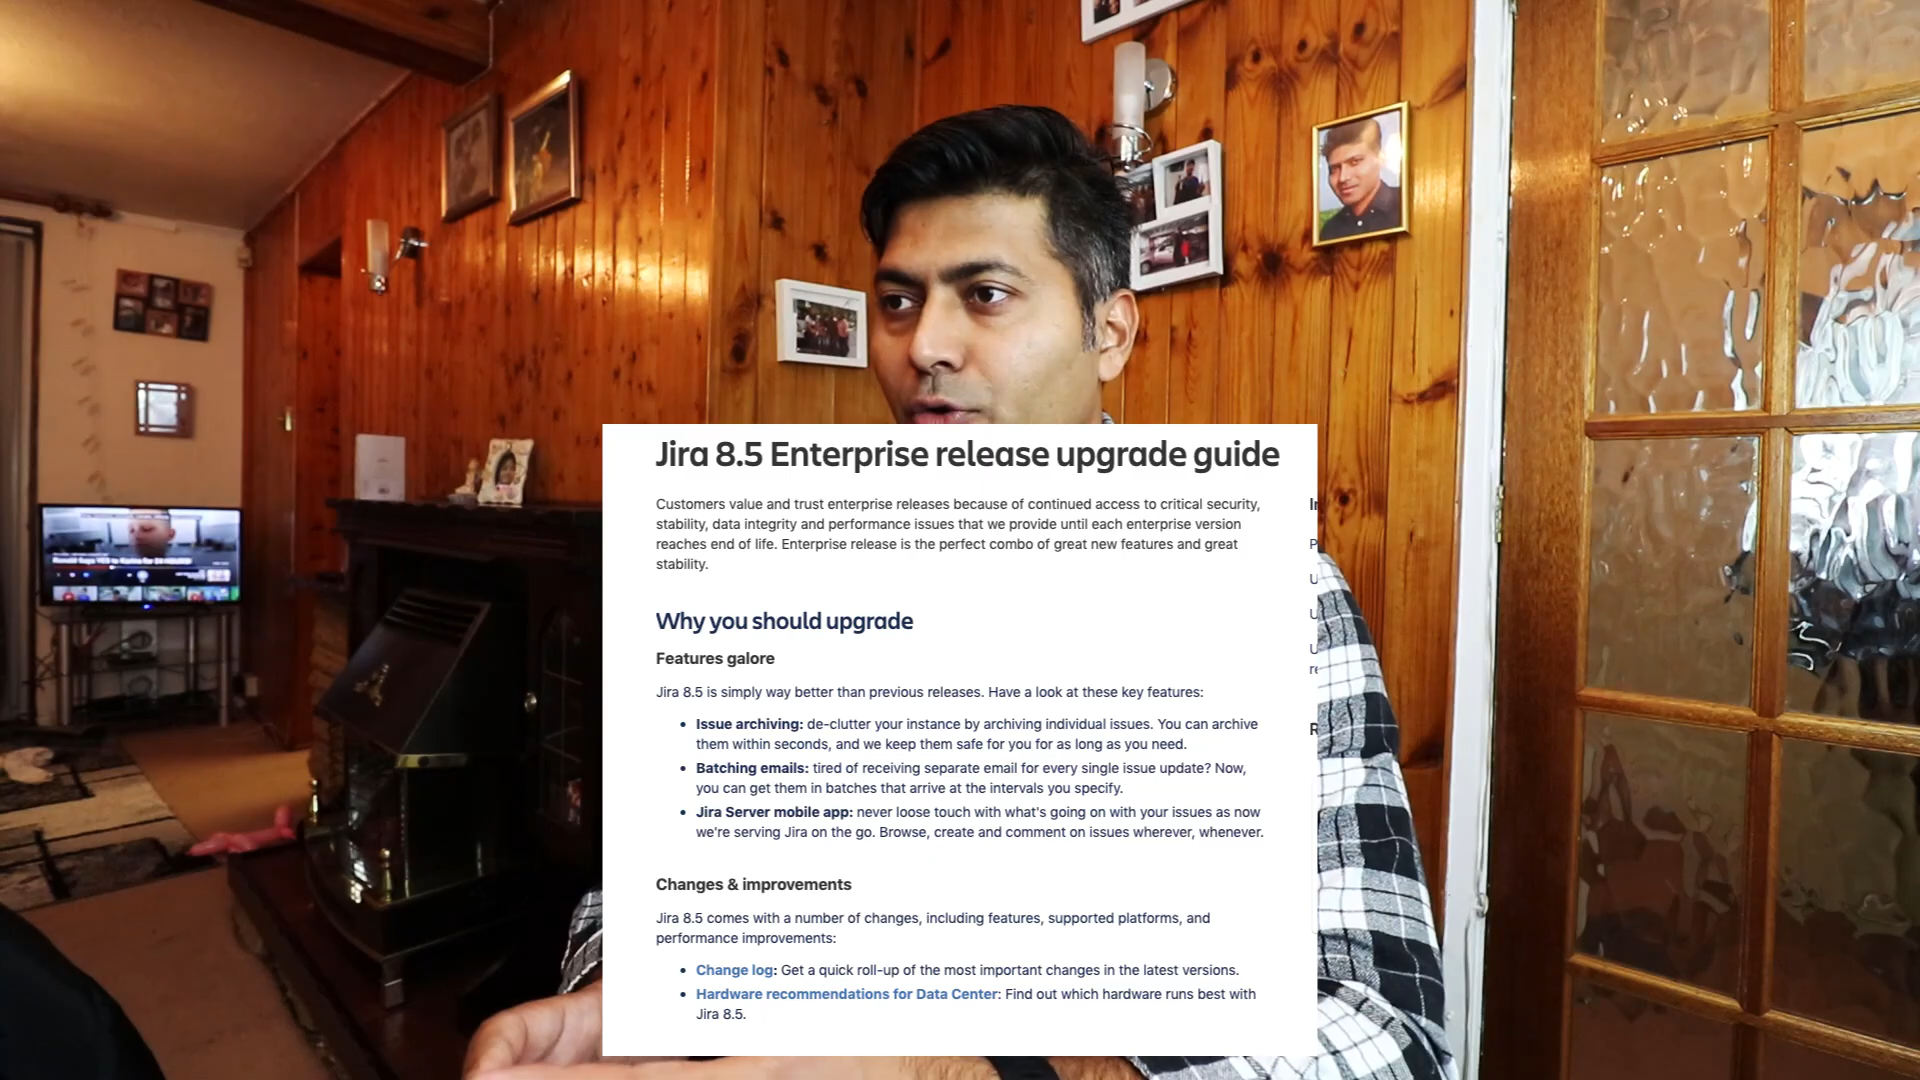 Jira 8.5 Enterprise release upgrade guide
Customers value and trust enterprise releases because of continued access to critical security,
stability, data integrity and performance issues that we provide until each enterprise version
reaches end of life. Enterprise release is the perfect combo of great new features and great
stability.
Why you should upgrade
Features galore
Jira 8.5 is simply way better than previous releases. Have a look at these key features:
• Issue archiving: de-clutter your instance by archiving individual issues. You can archive
them within seconds, and we keep them safe for you for as long as you need.
• Batching emails: tired of receiving separate email for every single issue update? Now,
you can get them in batches that arrive at the intervals you specify.
• Jira Server mobile app: never loose touch with what's going on with your issues as now
we're serving Jira on the go. Browse, create and comment on issues wherever, whenever.
Changes & improvements
Jira 8.5 comes with a number of changes, including features, supported platforms, and
performance improvements:
• Change log: Get a quick roll-up of the most important changes in the latest versions.
• Hardware recommendations for Data Center: Find out which hardware runs best with
Jira 8.5.